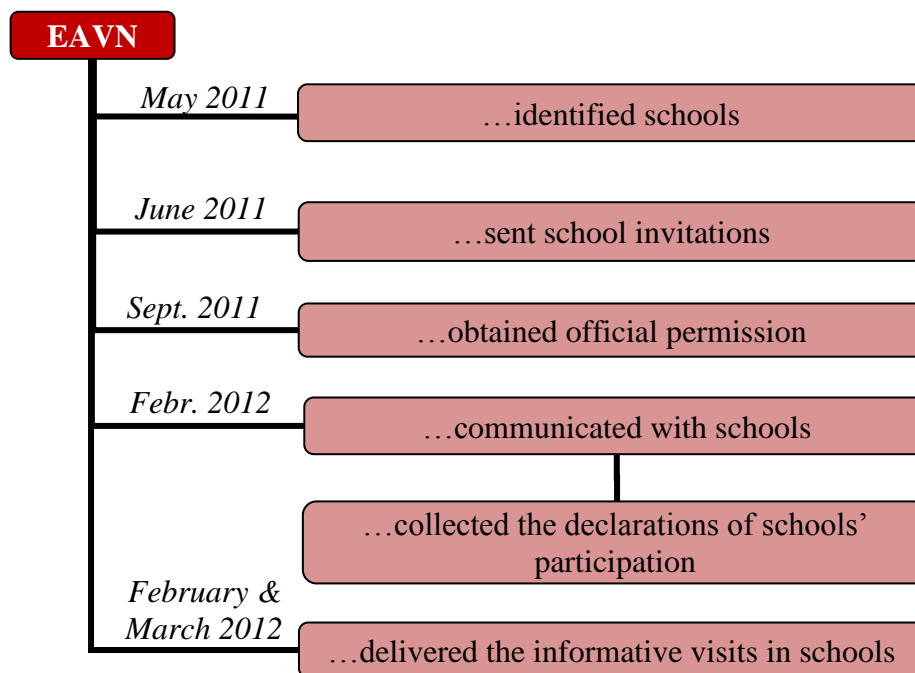 EAVN
May 2011
…identified schools
June 2011
…sent school invitations
Sept. 2011
…obtained official permission
Febr. 2012
…communicated with schools
…collected the declarations of schools’
participation
February &
March 2012
…delivered the informative visits in schools